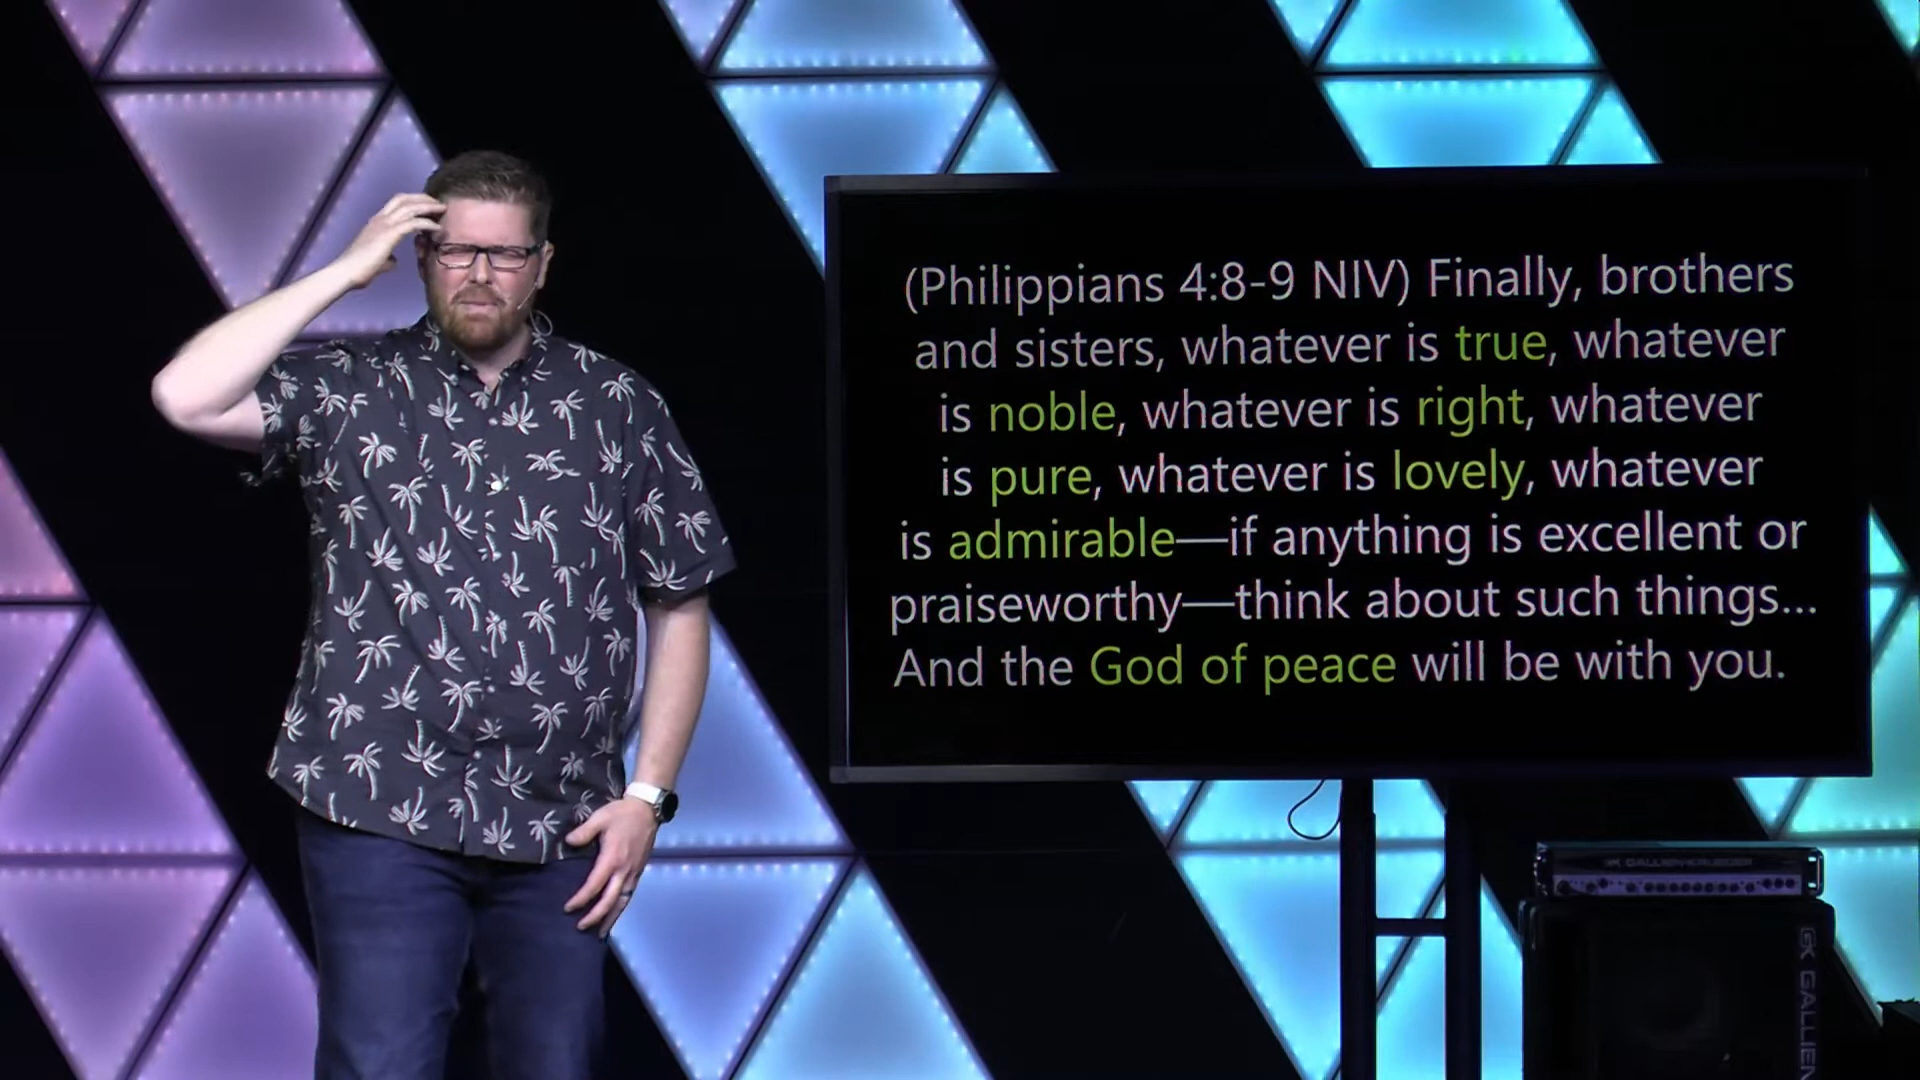 (Philippians 4:8-9 NIV) Finally, brothers
and sisters, whatever is true, whatever
is noble, whatever is right, whatever
is pure, whatever is lovely, whatever
is admirable—if anything is excellent or
praiseworthy—think about such things...
And the God of peace will be with you.
GALLIEN-KRUEGER
GK GALLIEN